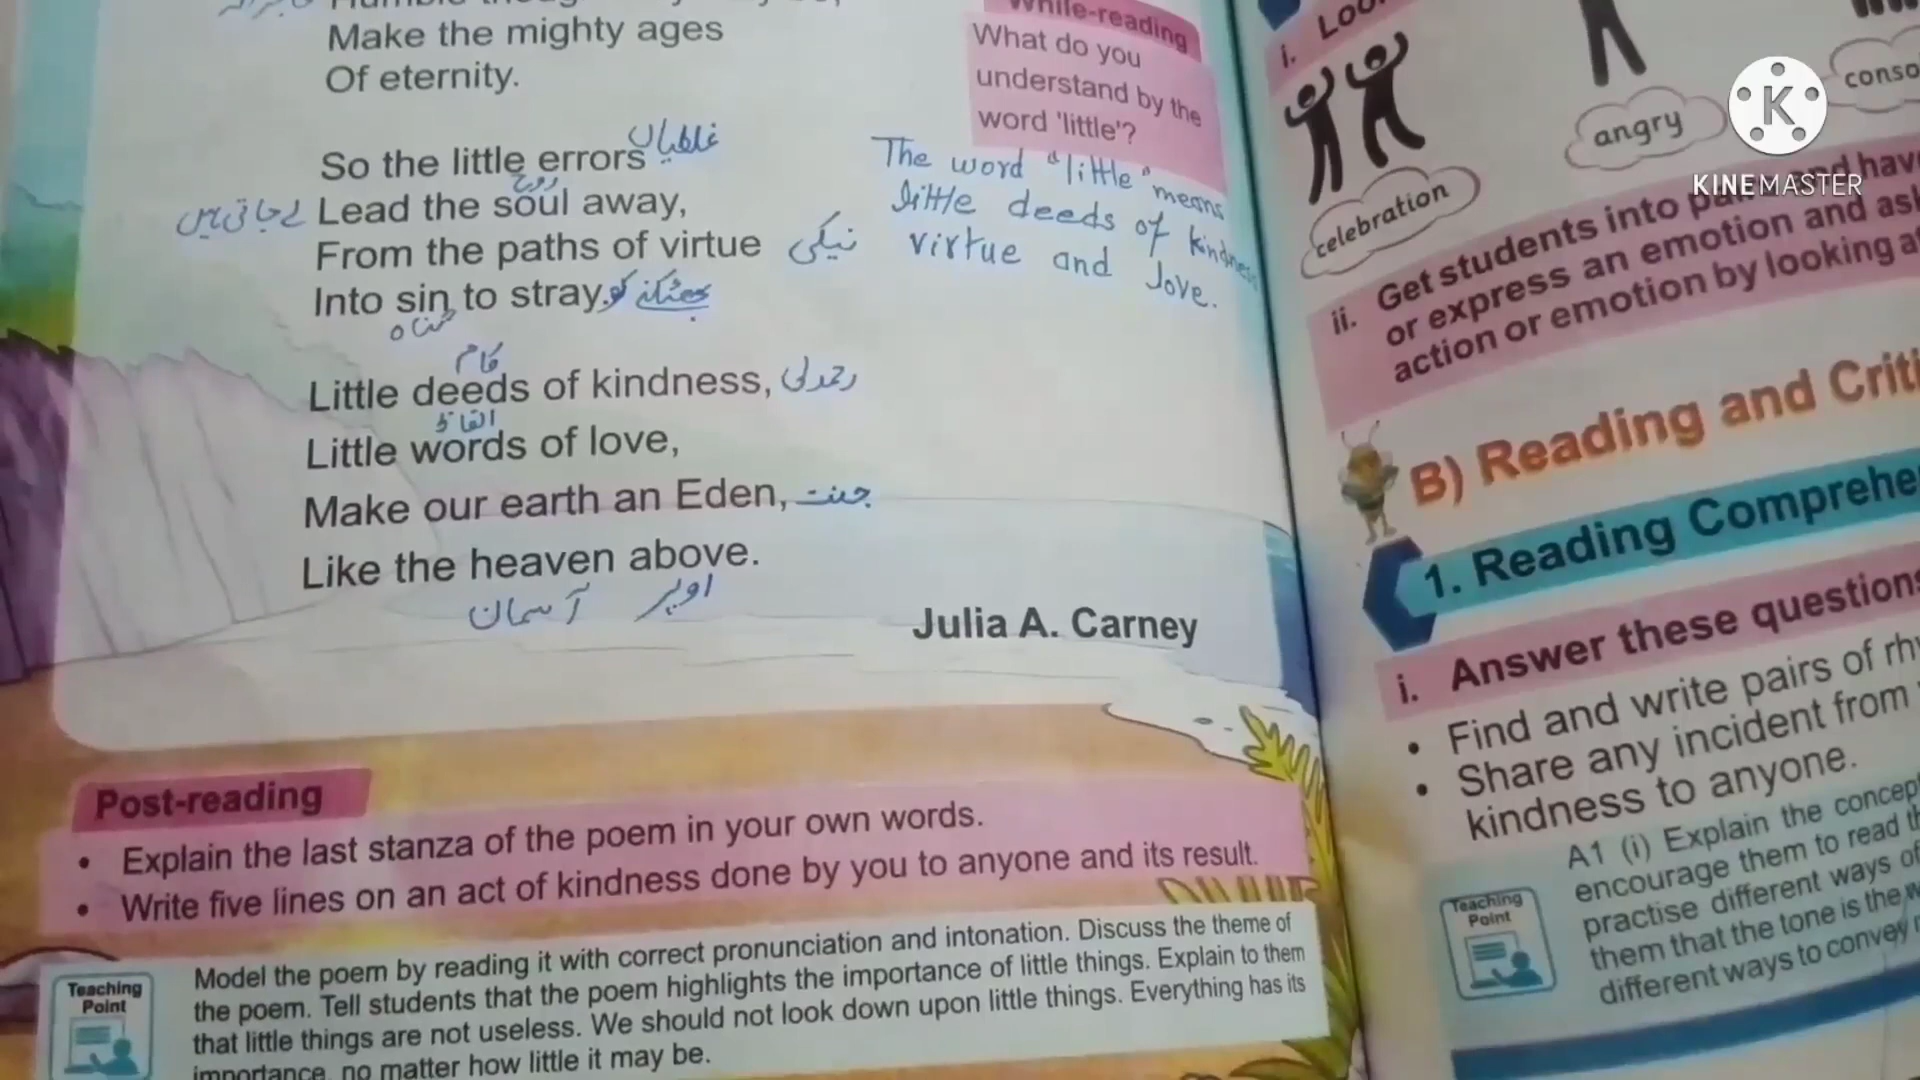 Make the mighty ages
Of eternity.
So the little errors غلطیاں
روح
لے جاتی ہیں Lead the soul away,
From the paths of virtue نیکی
Into sin to stray. بھٹکنے کو
گناہ
کام
Little deeds of kindness, رحمدلی
الفاظ
Little words of love,
Make our earth an Eden, جنت
Like the heaven above.
آسمان اوپر
Julia A. Carney
While-reading
What do you
understand by the
word 'little'?
The word "little" means
little deeds of kindness
virtue and love.
Post-reading
• Explain the last stanza of the poem in your own words.
• Write five lines on an act of kindness done by you to anyone and its result.
Teaching
Point
Model the poem by reading it with correct pronunciation and intonation. Discuss the theme of
the poem. Tell students that the poem highlights the importance of little things. Explain to them
that little things are not useless. We should not look down upon little things. Everything has its
importance, no matter how little it may be.
i.
celebration
angry
K
KINEMASTER
ii. Get students into
or express an emotion and
action or emotion by looking
B) Reading and
1. Reading
i. Answer these questions
• Find and write pairs of
• Share any incident from
kindness to anyone.
Teaching
Point
A1 (i) Explain the
encourage them to read
practise different ways of
them that the tone is the
different ways to convey